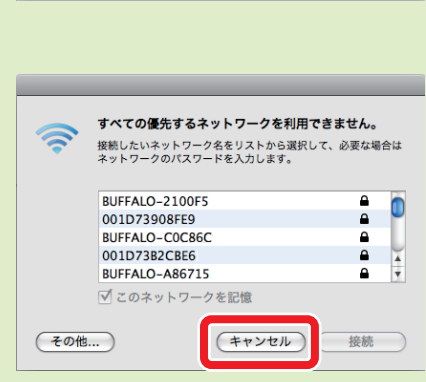 すべての優先するネットワークを利用できません。
接続したいネットワーク名をリストから選択して、必要な場合は
ネットワークのパスワードを入力します。
BUFFALO-2100F5
001D73908FE9
BUFFALO-C0C86C
001D73B2CBE6
BUFFALO-A86715
このネットワークを記憶
その他... キャンセル 接続